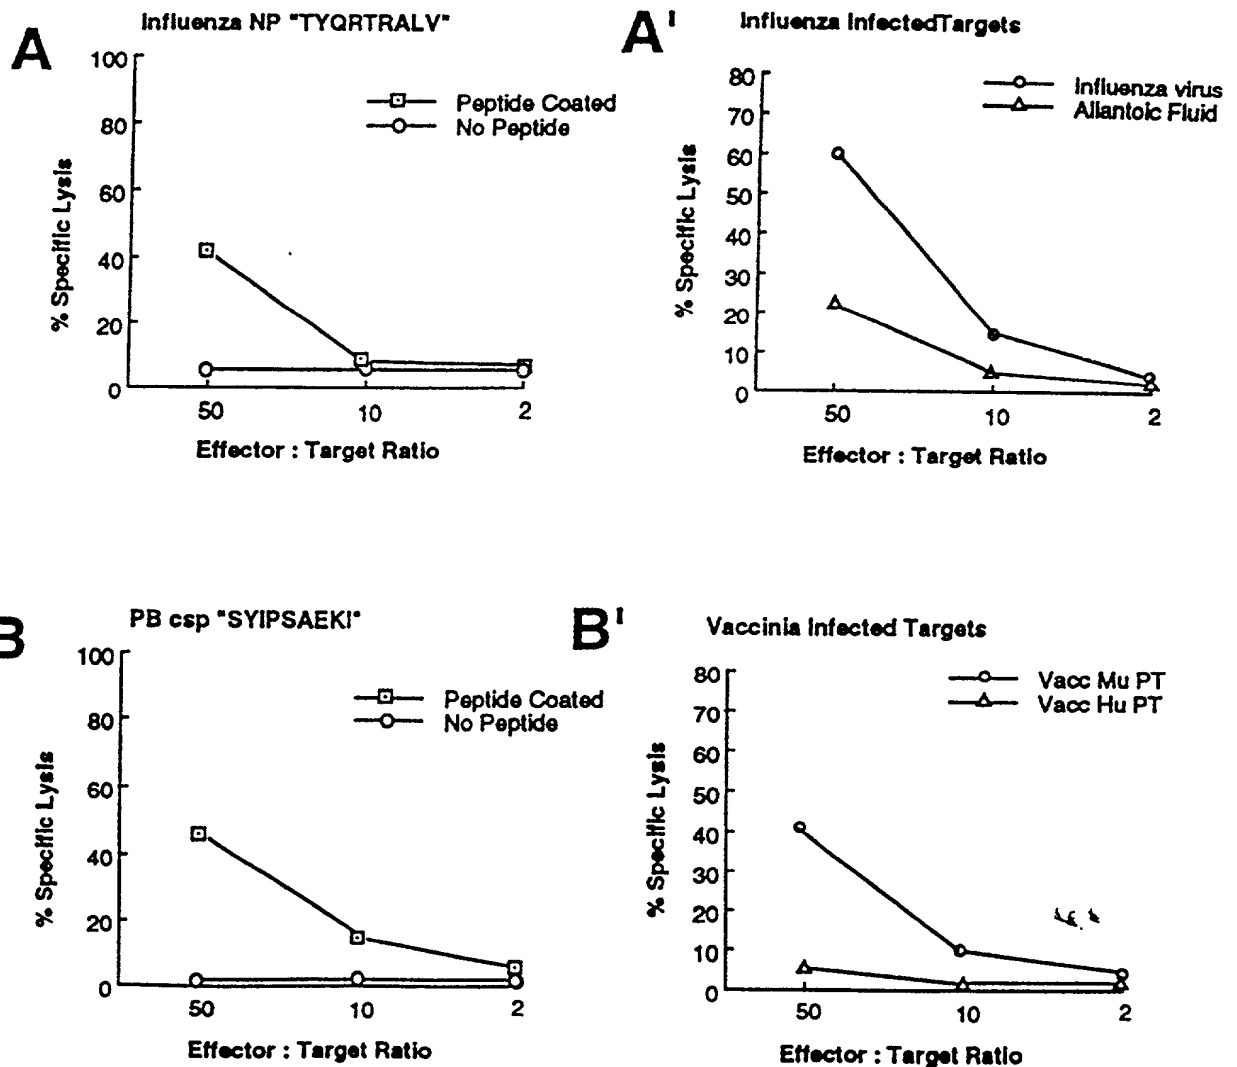 A
Influenza NP "TYQRTRALV"
100
80
60
40
20
0
% Specific Lysis
Peptide Coated
No Peptide
50 10 2
Effector : Target Ratio
A'
Influenza InfectedTargets
80
70
60
50
40
30
20
10
0
% Specific Lysis
Influenza virus
Allantoic Fluid
50 10 2
Effector : Target Ratio
B
PB csp "SYIPSAEKI"
100
80
60
40
20
0
% Specific Lysis
Peptide Coated
No Peptide
50 10 2
Effector : Target Ratio
B'
Vaccinia Infected Targets
80
70
60
50
40
30
20
10
0
% Specific Lysis
Vacc Mu PT
Vacc Hu PT
50 10 2
Effector : Target Ratio